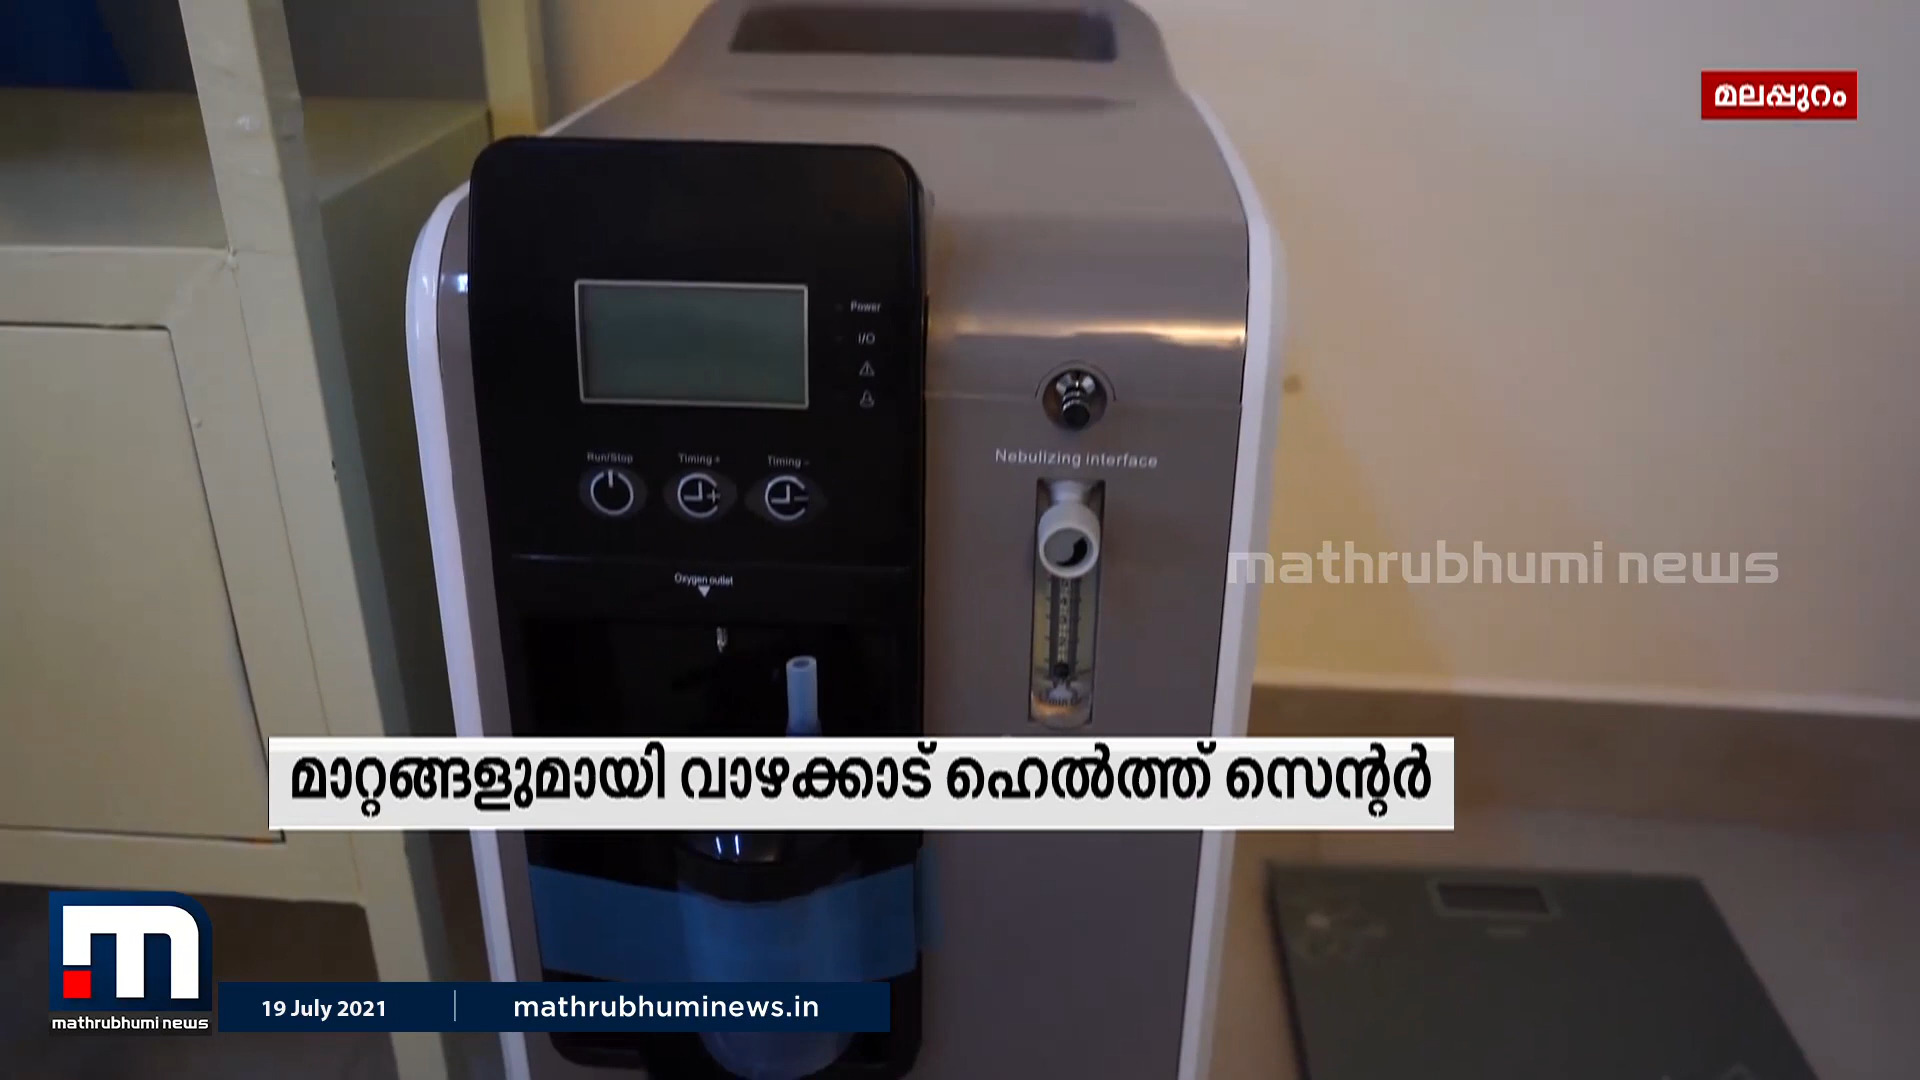 മലപ്പുറം
Power
I/O
Run/Stop
Timing +
Timing -
Nebulizing interface
Oxygen outlet
mathrubhumi news
മാറ്റങ്ങളുമായി വാഴക്കാട് ഹെൽത്ത് സെന്റർ
mathrubhumi news
19 July 2021
mathrubhuminews.in